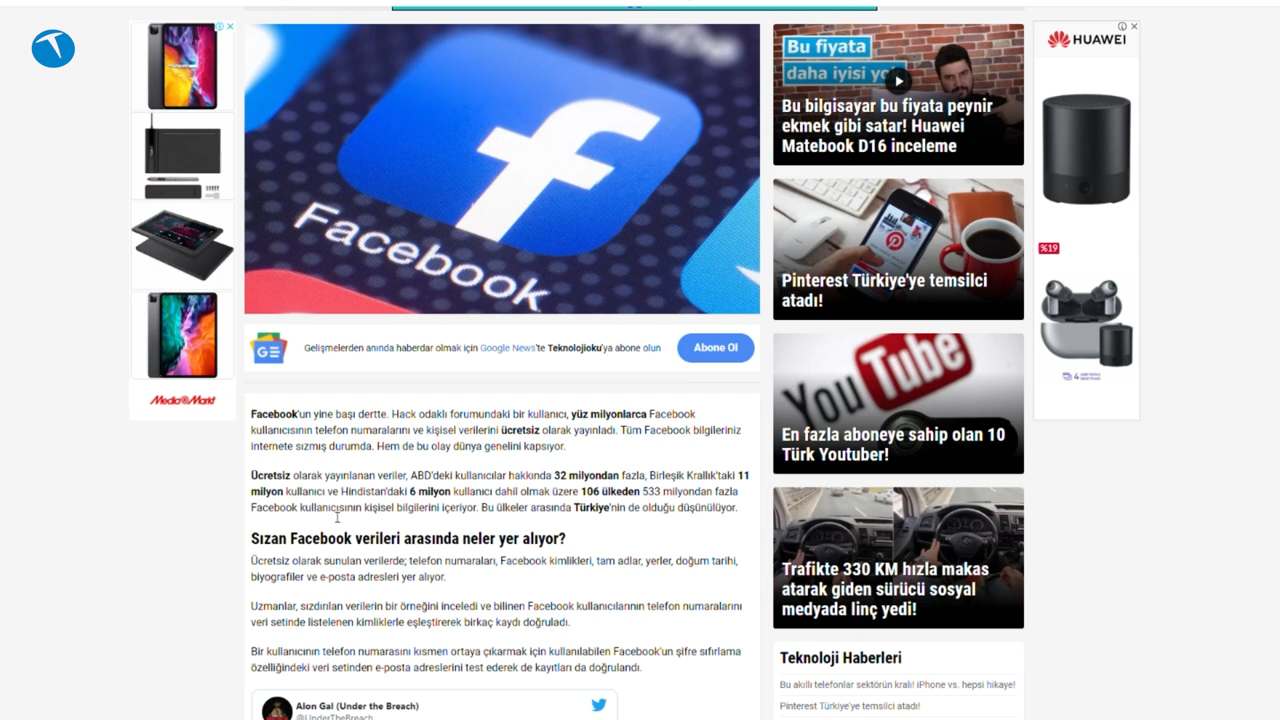 Facebook
Gelişmelerden anında haberdar olmak için Google News'te Teknolojioku'ya abone olun
Abone Ol
Facebook'un yine başı dertte. Hack odaklı forumundaki bir kullanıcı, yüz milyonlarca Facebook
kullanıcısının telefon numaralarını ve kişisel verilerini ücretsiz olarak yayınladı. Tüm Facebook bilgileriniz
internete sızmış durumda. Hem de bu olay dünya genelini kapsıyor.
Ücretsiz olarak yayınlanan veriler, ABD'deki kullanıcılar hakkında 32 milyondan fazla, Birleşik Krallık'taki 11
milyon kullanıcı ve Hindistan'daki 6 milyon kullanıcı dahil olmak üzere 106 ülkeden 533 milyondan fazla
Facebook kullanıcısının kişisel bilgilerini içeriyor. Bu ülkeler arasında Türkiye'nin de olduğu düşünülüyor.
Sızan Facebook verileri arasında neler yer alıyor?
Ücretsiz olarak sunulan verilerde; telefon numaraları, Facebook kimlikleri, tam adlar, yerler, doğum tarihi,
biyografiler ve e-posta adresleri yer alıyor.
Uzmanlar, sızdırılan verilerin bir örneğini inceledi ve bilinen Facebook kullanıcılarının telefon numaralarını
veri setinde listelenen kimliklerle eşleştirerek birkaç kaydı doğruladı.
Bir kullanıcının telefon numarasını kısmen ortaya çıkarmak için kullanılabilen Facebook'un şifre sıfırlama
özelliğindeki veri setinden e-posta adreslerini test ederek de kayıtları da doğrulandı.
Alon Gal (Under the Breach)
@UnderTheBreach
Media Markt
Bu fiyata
daha iyisi yo
Bu bilgisayar bu fiyata peynir
ekmek gibi satar! Huawei
Matebook D16 inceleme
Pinterest Türkiye'ye temsilci
atadı!
YouTube
En fazla aboneye sahip olan 10
Türk Youtuber!
Trafikte 330 KM hızla makas
atarak giden sürücü sosyal
medyada linç yedi!
Teknoloji Haberleri
Bu akıllı telefonlar sektörün kralı! iPhone vs. hepsi hikaye!
Pinterest Türkiye'ye temsilci atadı!
HUAWEI
%19